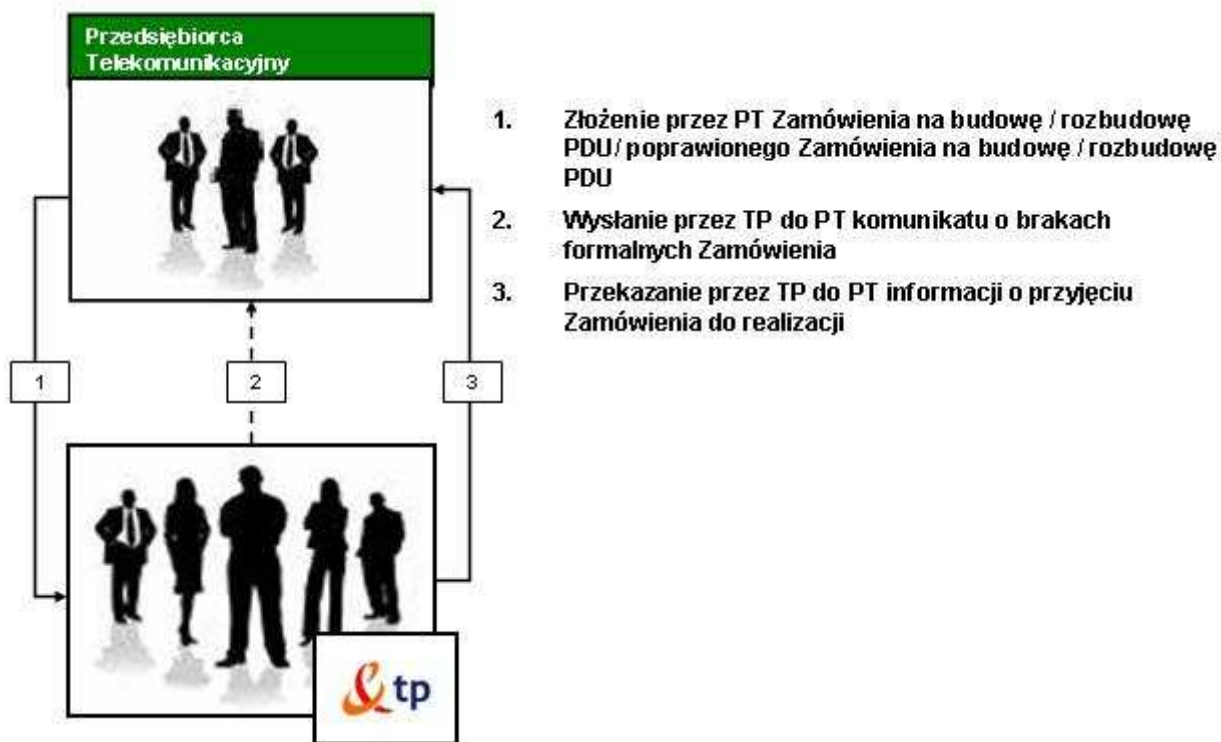 Przedsiębiorca
Telekomunikacyjny
1. Złożenie przez PT Zamówienia na budowę / rozbudowę
PDU/ poprawionego Zamówienia na budowę / rozbudowę
PDU
2. Wysłanie przez TP do PT komunikatu o brakach
formalnych Zamówienia
3. Przekazanie przez TP do PT informacji o przyjęciu
Zamówienia do realizacji
1
2
3
tp